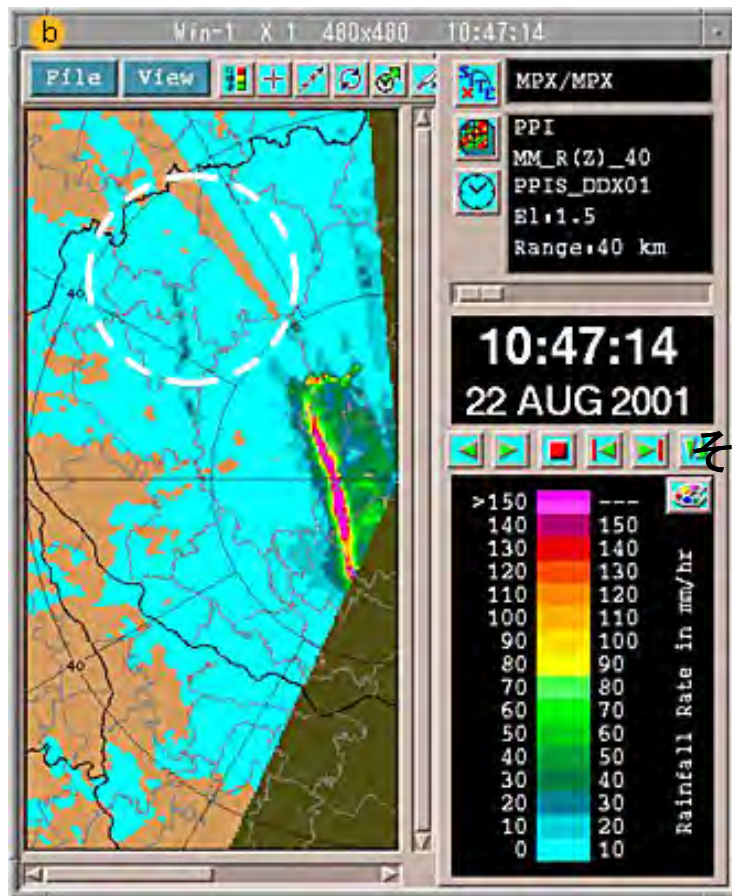 b
Win-1 X 1 480x480 10:47:14
File View
SITE
MPX/MPX
PPI
MM_R(Z)_40
PPIS_DDX01
El:1.5
Range:40 km
10:47:14
22 AUG 2001
40
40
>150 ---
140 150
130 140
120 130
110 120
100 110
90 100
80 90
70 80
60 70
50 60
40 50
30 40
20 30
10 20
0 10
Rainfall Rate in mm/hr